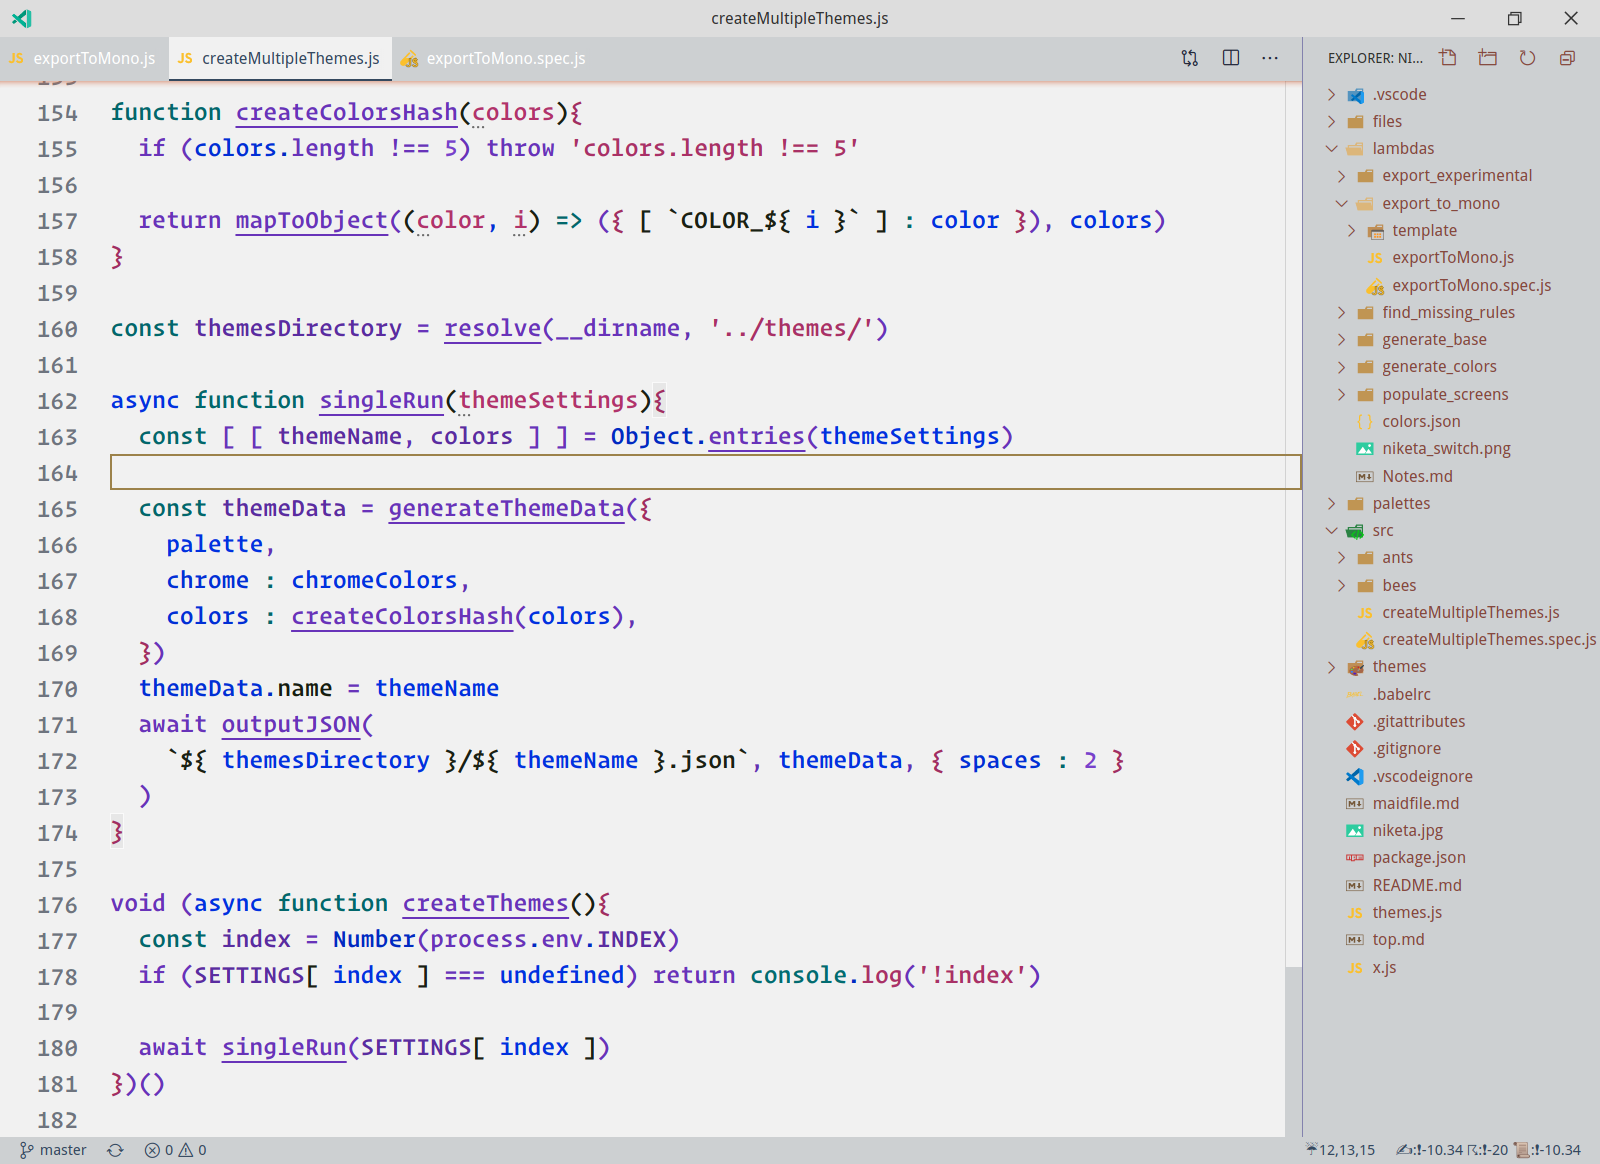 createMultipleThemes.js
JS exportToMono.js
JS createMultipleThemes.js
JS exportToMono.spec.js
154 function createColorsHash(colors){
155   if (colors.length !== 5) throw 'colors.length !== 5'
156
157   return mapToObject((color, i) => ({ [ `COLOR_${ i }` ] : color }), colors)
158 }
159
160 const themesDirectory = resolve(__dirname, '../themes/')
161
162 async function singleRun(themeSettings){
163   const [ [ themeName, colors ] ] = Object.entries(themeSettings)
164
165   const themeData = generateThemeData({
166     palette,
167     chrome : chromeColors,
168     colors : createColorsHash(colors),
169   })
170   themeData.name = themeName
171   await outputJSON(
172     `${ themesDirectory }/${ themeName }.json`, themeData, { spaces : 2 }
173   )
174 }
175
176 void (async function createThemes(){
177   const index = Number(process.env.INDEX)
178   if (SETTINGS[ index ] === undefined) return console.log('!index')
179
180   await singleRun(SETTINGS[ index ])
181 })()
182
EXPLORER: NI...
.vscode
files
lambdas
export_experimental
export_to_mono
template
JS exportToMono.js
JS exportToMono.spec.js
find_missing_rules
generate_base
generate_colors
populate_screens
{} colors.json
niketa_switch.png
M↓ Notes.md
palettes
src
ants
bees
JS createMultipleThemes.js
JS createMultipleThemes.spec.js
themes
.babelrc
.gitattributes
.gitignore
.vscodeignore
M↓ maidfile.md
niketa.jpg
package.json
M↓ README.md
JS themes.js
M↓ top.md
JS x.js
master
0
0
☔12,13,15
✍:!-10.34 ☈:!-20 📜:!-10.34